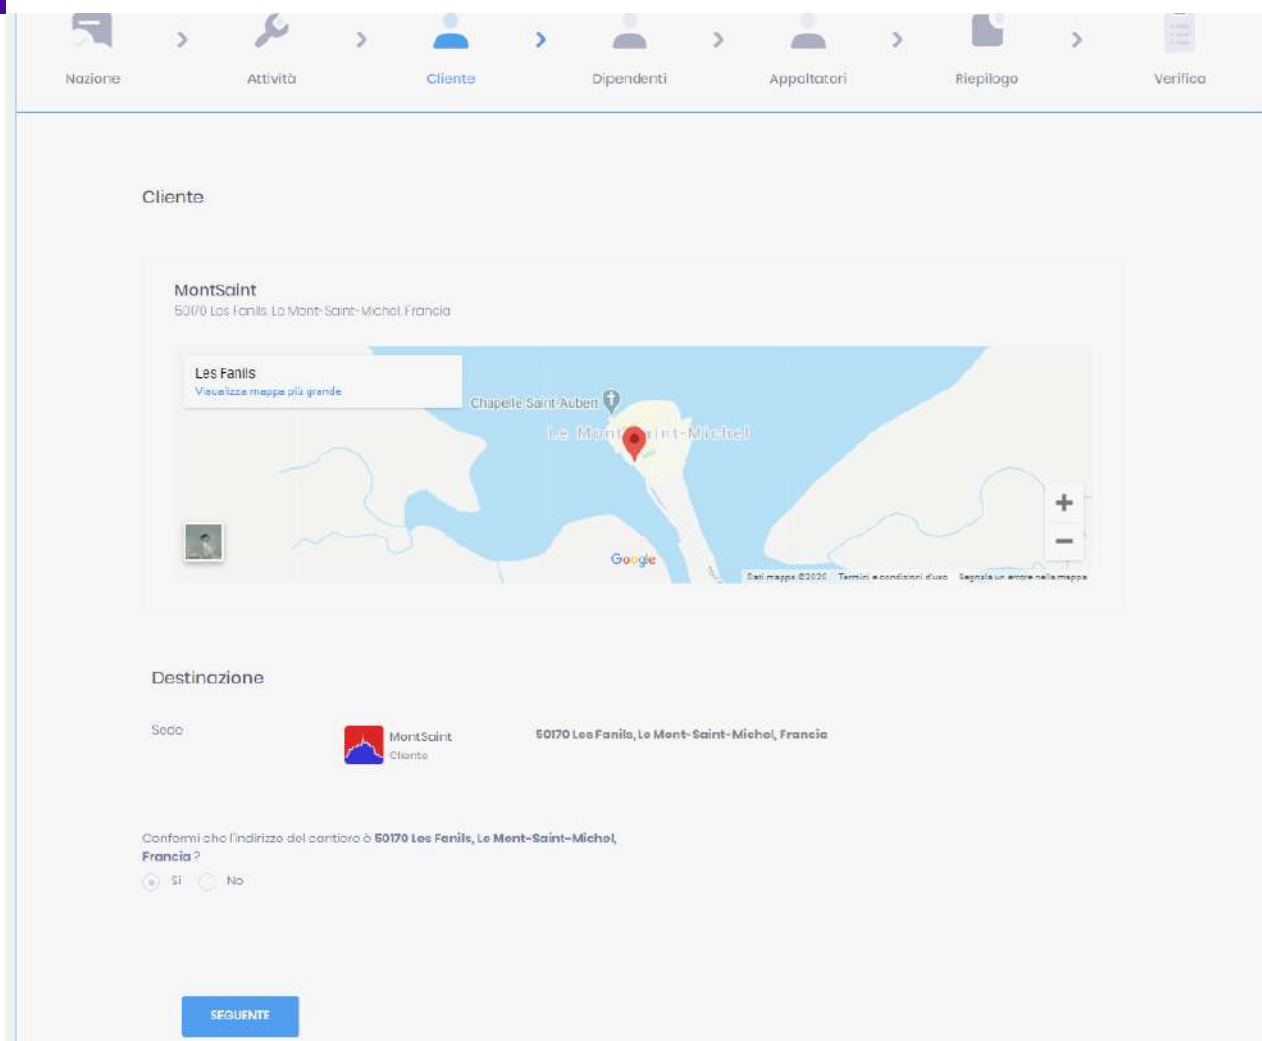 Nazione
Attività
Cliente
Dipendenti
Appaltatori
Riepilogo
Verifica
Cliente
MontSaint
50170 Les Fanils, Le Mont-Saint-Michel, Francia
Les Fanils
Visualizza mappa più grande
Chapelle Saint-Aubert
Le Mont-Saint-Michel
Google
Dati mappa ©2020 Termini e condizioni d'uso Segnala un errore nella mappa
Destinazione
Sede
MontSaint
Cliente
50170 Les Fanils, Le Mont-Saint-Michel, Francia
Confermi che l'indirizzo del cantiere è 50170 Les Fanils, Le Mont-Saint-Michel,
Francia ?
Sì No
SEGUENTE